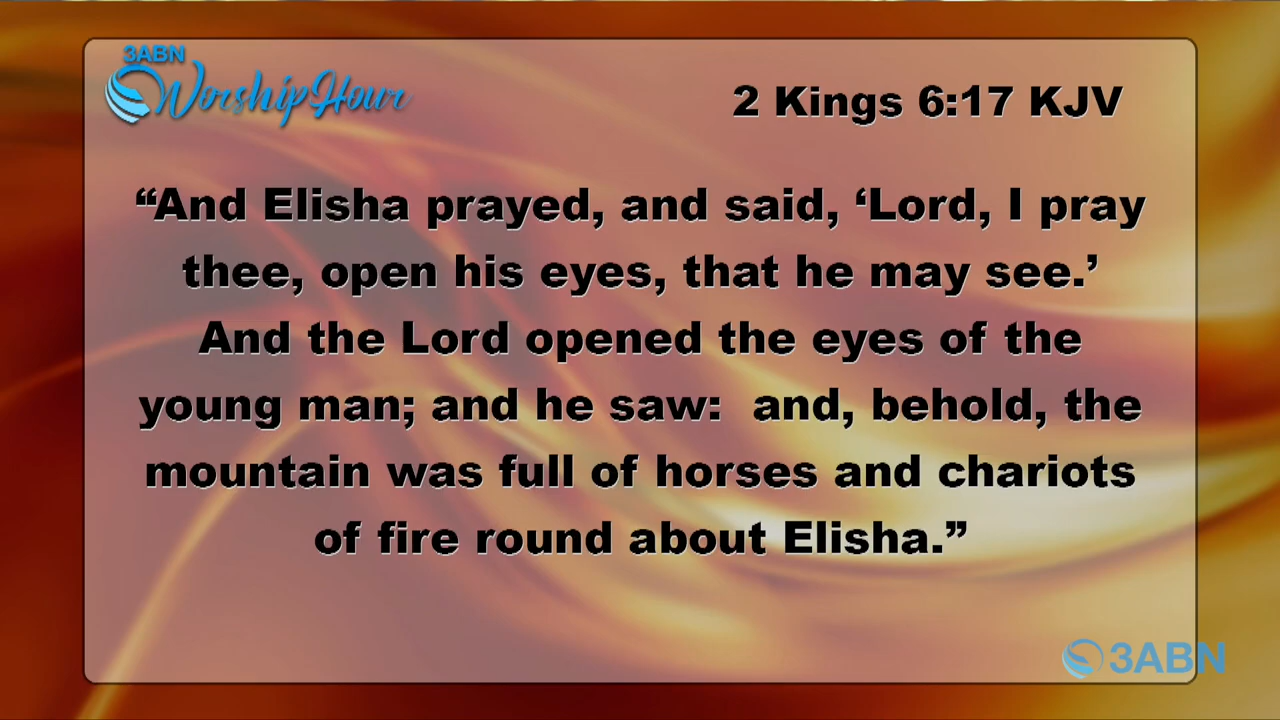 3ABN
Worship Hour
2 Kings 6:17 KJV
“And Elisha prayed, and said, ‘Lord, I pray
thee, open his eyes, that he may see.’
And the Lord opened the eyes of the
young man; and he saw:  and, behold, the
mountain was full of horses and chariots
of fire round about Elisha.”
3ABN